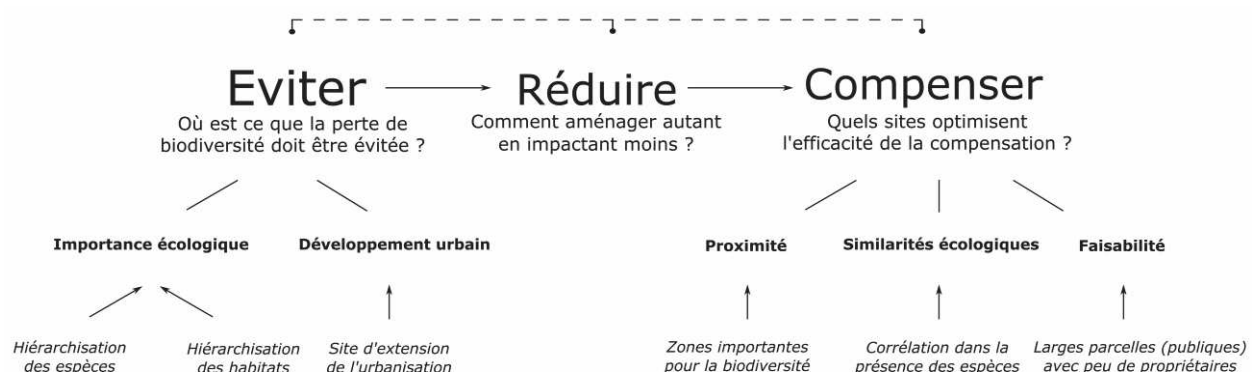 Eviter
Où est ce que la perte de
biodiversité doit être évitée ?
Réduire
Comment aménager autant
en impactant moins ?
Compenser
Quels sites optimisent
l'efficacité de la compensation ?
Importance écologique
Développement urbain
Proximité
Similarités écologiques
Faisabilité
Hiérarchisation
des espèces
Hiérarchisation
des habitats
Site d'extension
de l'urbanisation
Zones importantes
pour la biodiversité
Corrélation dans la
présence des espèces
Larges parcelles (publiques)
avec peu de propriétaires